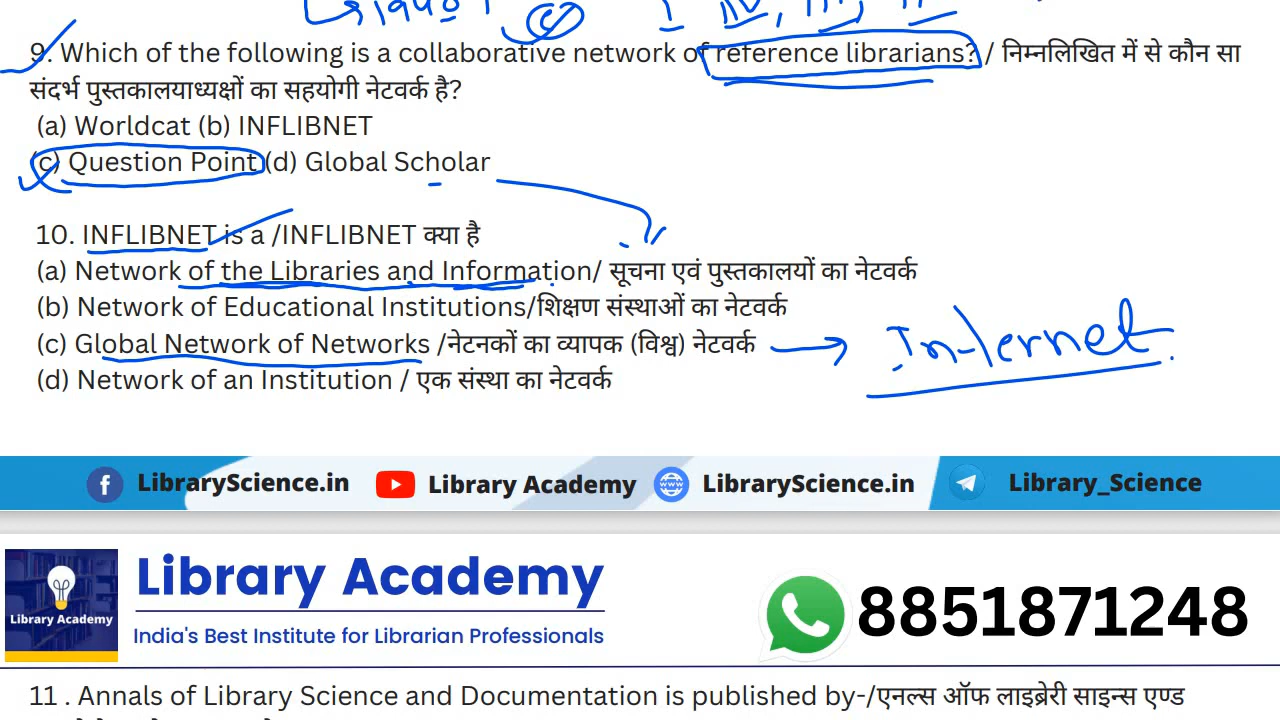 9. Which of the following is a collaborative network of reference librarians? / निम्नलिखित में से कौन सा
संदर्भ पुस्तकालयाध्यक्षों का सहयोगी नेटवर्क है?
(a) Worldcat (b) INFLIBNET
(c) Question Point (d) Global Scholar
10. INFLIBNET is a /INFLIBNET क्या है
(a) Network of the Libraries and Information/ सूचना एवं पुस्तकालयों का नेटवर्क
(b) Network of Educational Institutions/शिक्षण संस्थाओं का नेटवर्क
(c) Global Network of Networks /नेटनकों का व्यापक (विश्व) नेटवर्क Internet
(d) Network of an Institution / एक संस्था का नेटवर्क
LibraryScience.in Library Academy LibraryScience.in Library_Science
Library Academy
Library Academy
India's Best Institute for Librarian Professionals
8851871248
11 . Annals of Library Science and Documentation is published by-/एनल्स ऑफ लाइब्रेरी साइन्स एण्ड